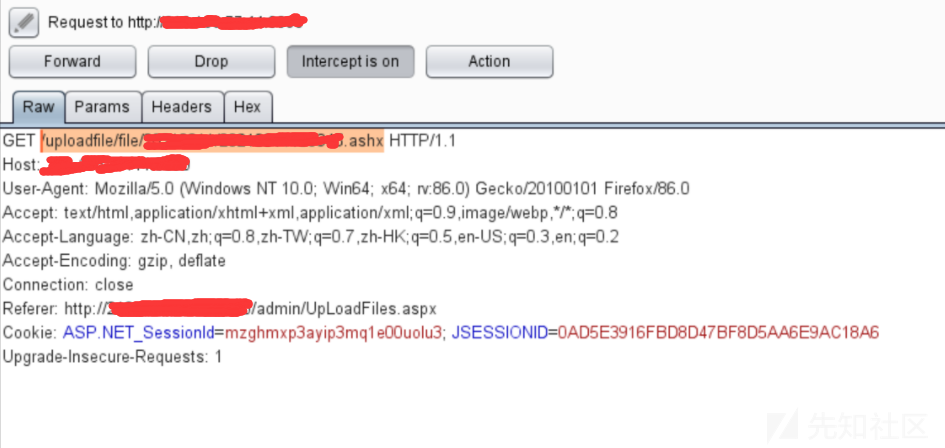 Request to http:/
Forward Drop Intercept is on Action
Raw Params Headers Hex
GET /uploadfile/file/ .ashx HTTP/1.1
Host:
User-Agent: Mozilla/5.0 (Windows NT 10.0; Win64; x64; rv:86.0) Gecko/20100101 Firefox/86.0
Accept: text/html,application/xhtml+xml,application/xml;q=0.9,image/webp,*/*;q=0.8
Accept-Language: zh-CN,zh;q=0.8,zh-TW;q=0.7,zh-HK;q=0.5,en-US;q=0.3,en;q=0.2
Accept-Encoding: gzip, deflate
Connection: close
Referer: http:// /admin/UpLoadFiles.aspx
Cookie: ASP.NET_SessionId=mzghmxp3ayip3mq1e00uolu3; JSESSIONID=0AD5E3916FBD8D47BF8D5AA6E9AC18A6
Upgrade-Insecure-Requests: 1
先知社区